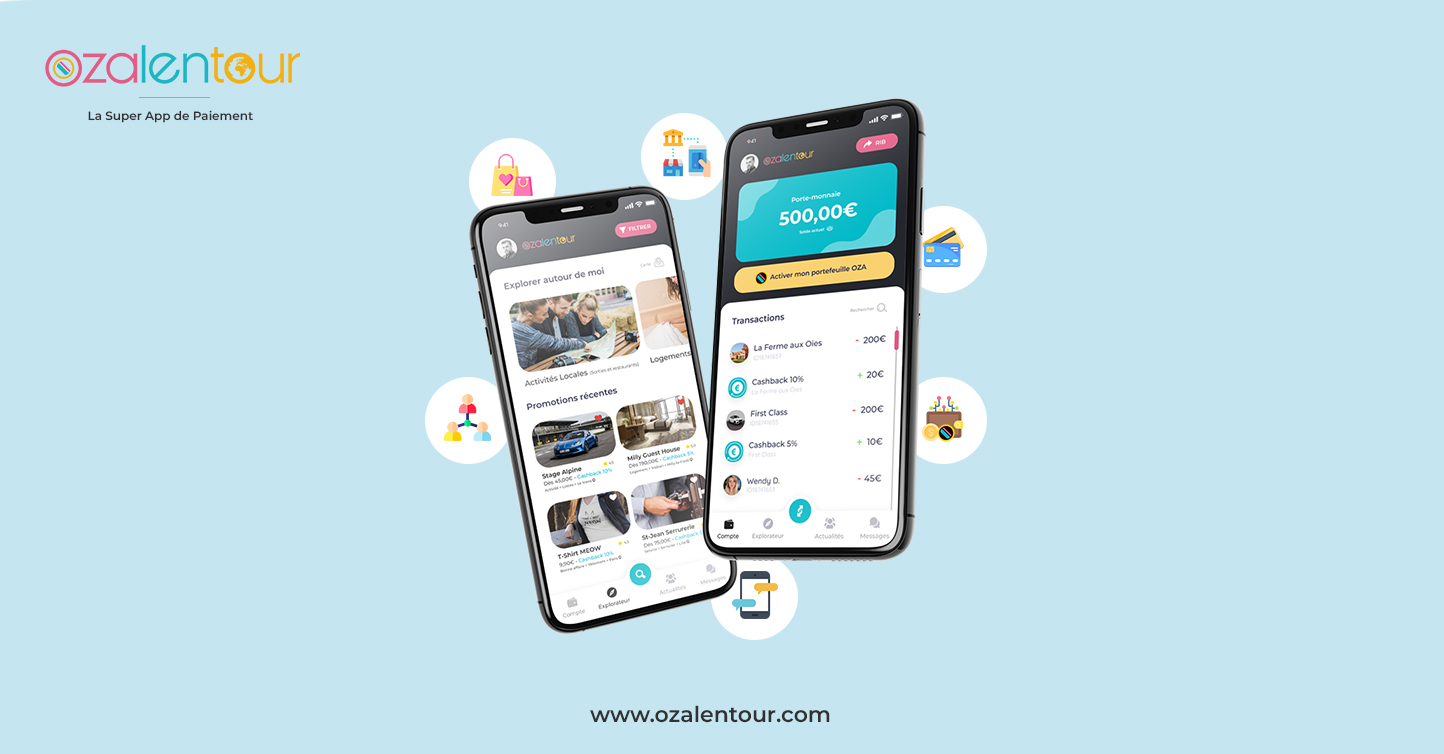 Ozalentour
La Super App de Paiement
9:41
ozalentour
FILTRER
Explorer autour de moi
Carte
Activités Locales (Sorties et restaurants)
Logements
Promotions récentes
Stage Alpine
Dès 45,00€ - Cashback 10%
Milly Guest House
5.0
Dès 190,00€ - Cashback 5%
T-Shirt MEOW
9,90€ - Cashback 10%
St-Jean Serrurerie
Dès 75,00€ - Cashback
Compte
Explorateur
Actualités
Messages
9:41
ozalentour
RIB
Porte-monnaie
500,00€
Solde actuel
Activer mon portefeuille OZA
Transactions
Rechercher
La Ferme aux Oies
- 200€
Cashback 10%
La Ferme aux Oies
+ 20€
First Class
- 200€
Cashback 5%
First Class
+ 10€
Wendy D.
- 45€
Compte
Explorateur
Actualités
Messages
www.ozalentour.com